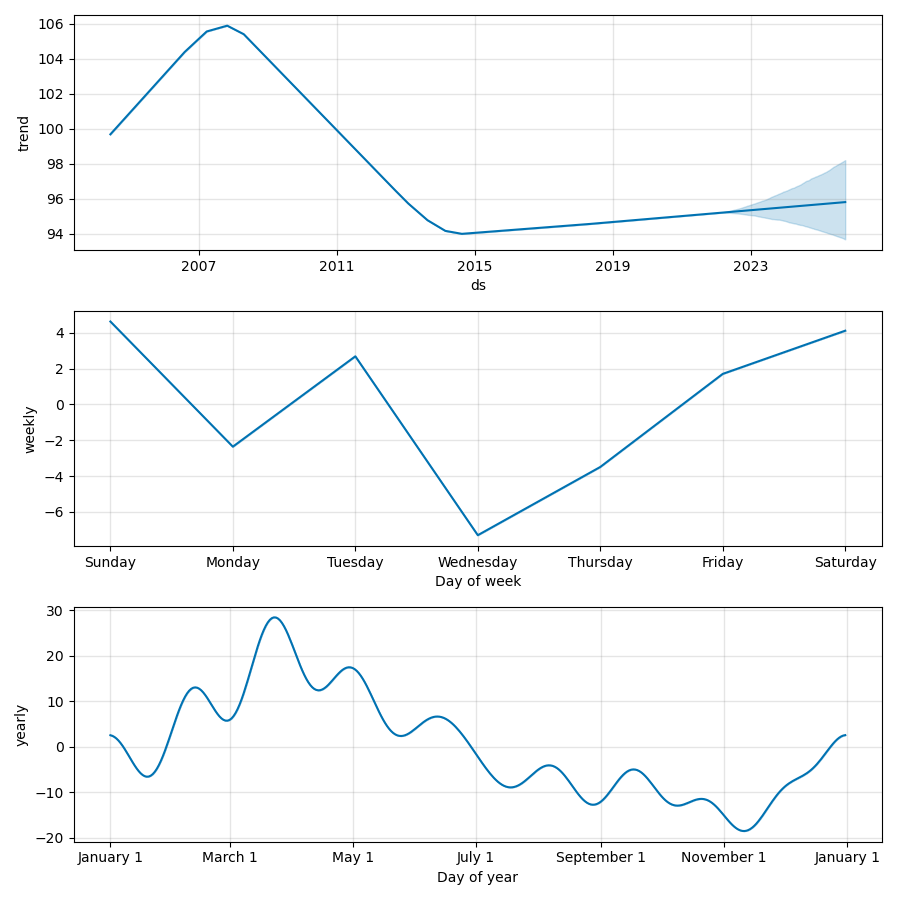 106
104
102
100
98
96
94
trend
2007 2011 2015 2019 2023
ds
4
2
0
−2
−4
−6
weekly
Sunday Monday Tuesday Wednesday Thursday Friday Saturday
Day of week
30
20
10
0
−10
−20
yearly
January 1 March 1 May 1 July 1 September 1 November 1 January 1
Day of year